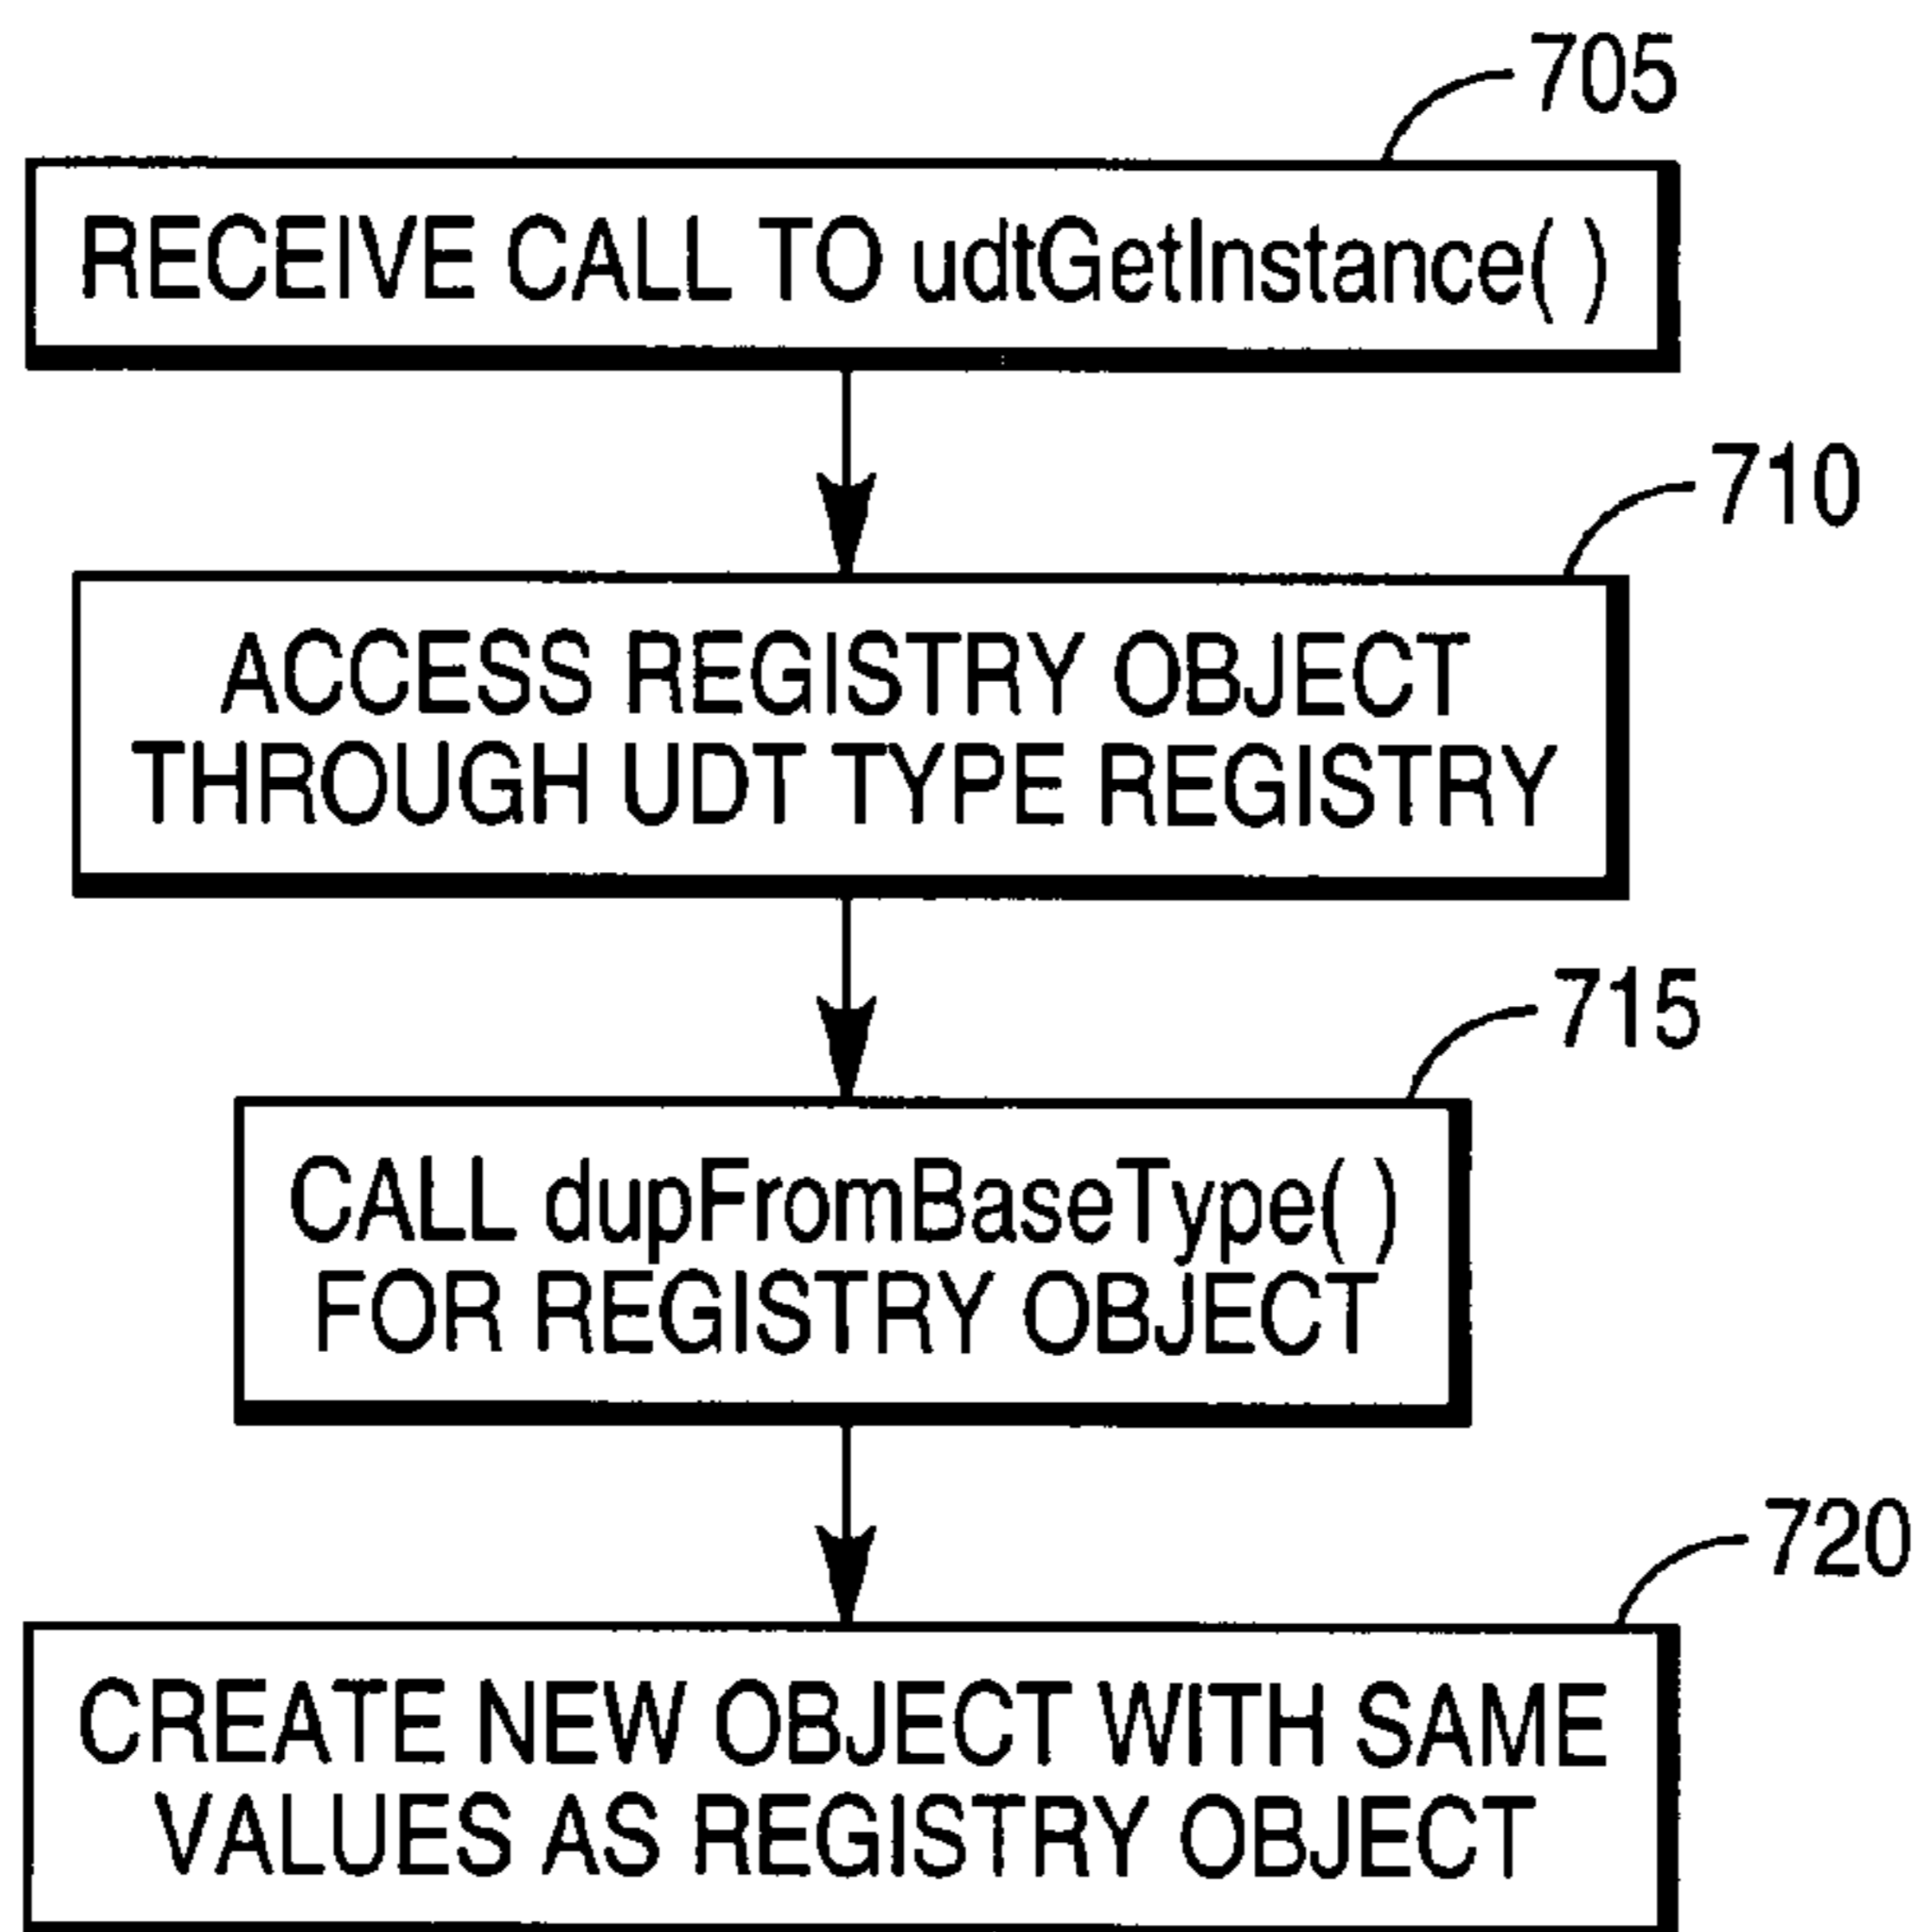 705
RECEIVE CALL TO udtGetInstance( )
710
ACCESS REGISTRY OBJECT
THROUGH UDT TYPE REGISTRY
715
CALL dupFromBaseType( )
FOR REGISTRY OBJECT
720
CREATE NEW OBJECT WITH SAME
VALUES AS REGISTRY OBJECT